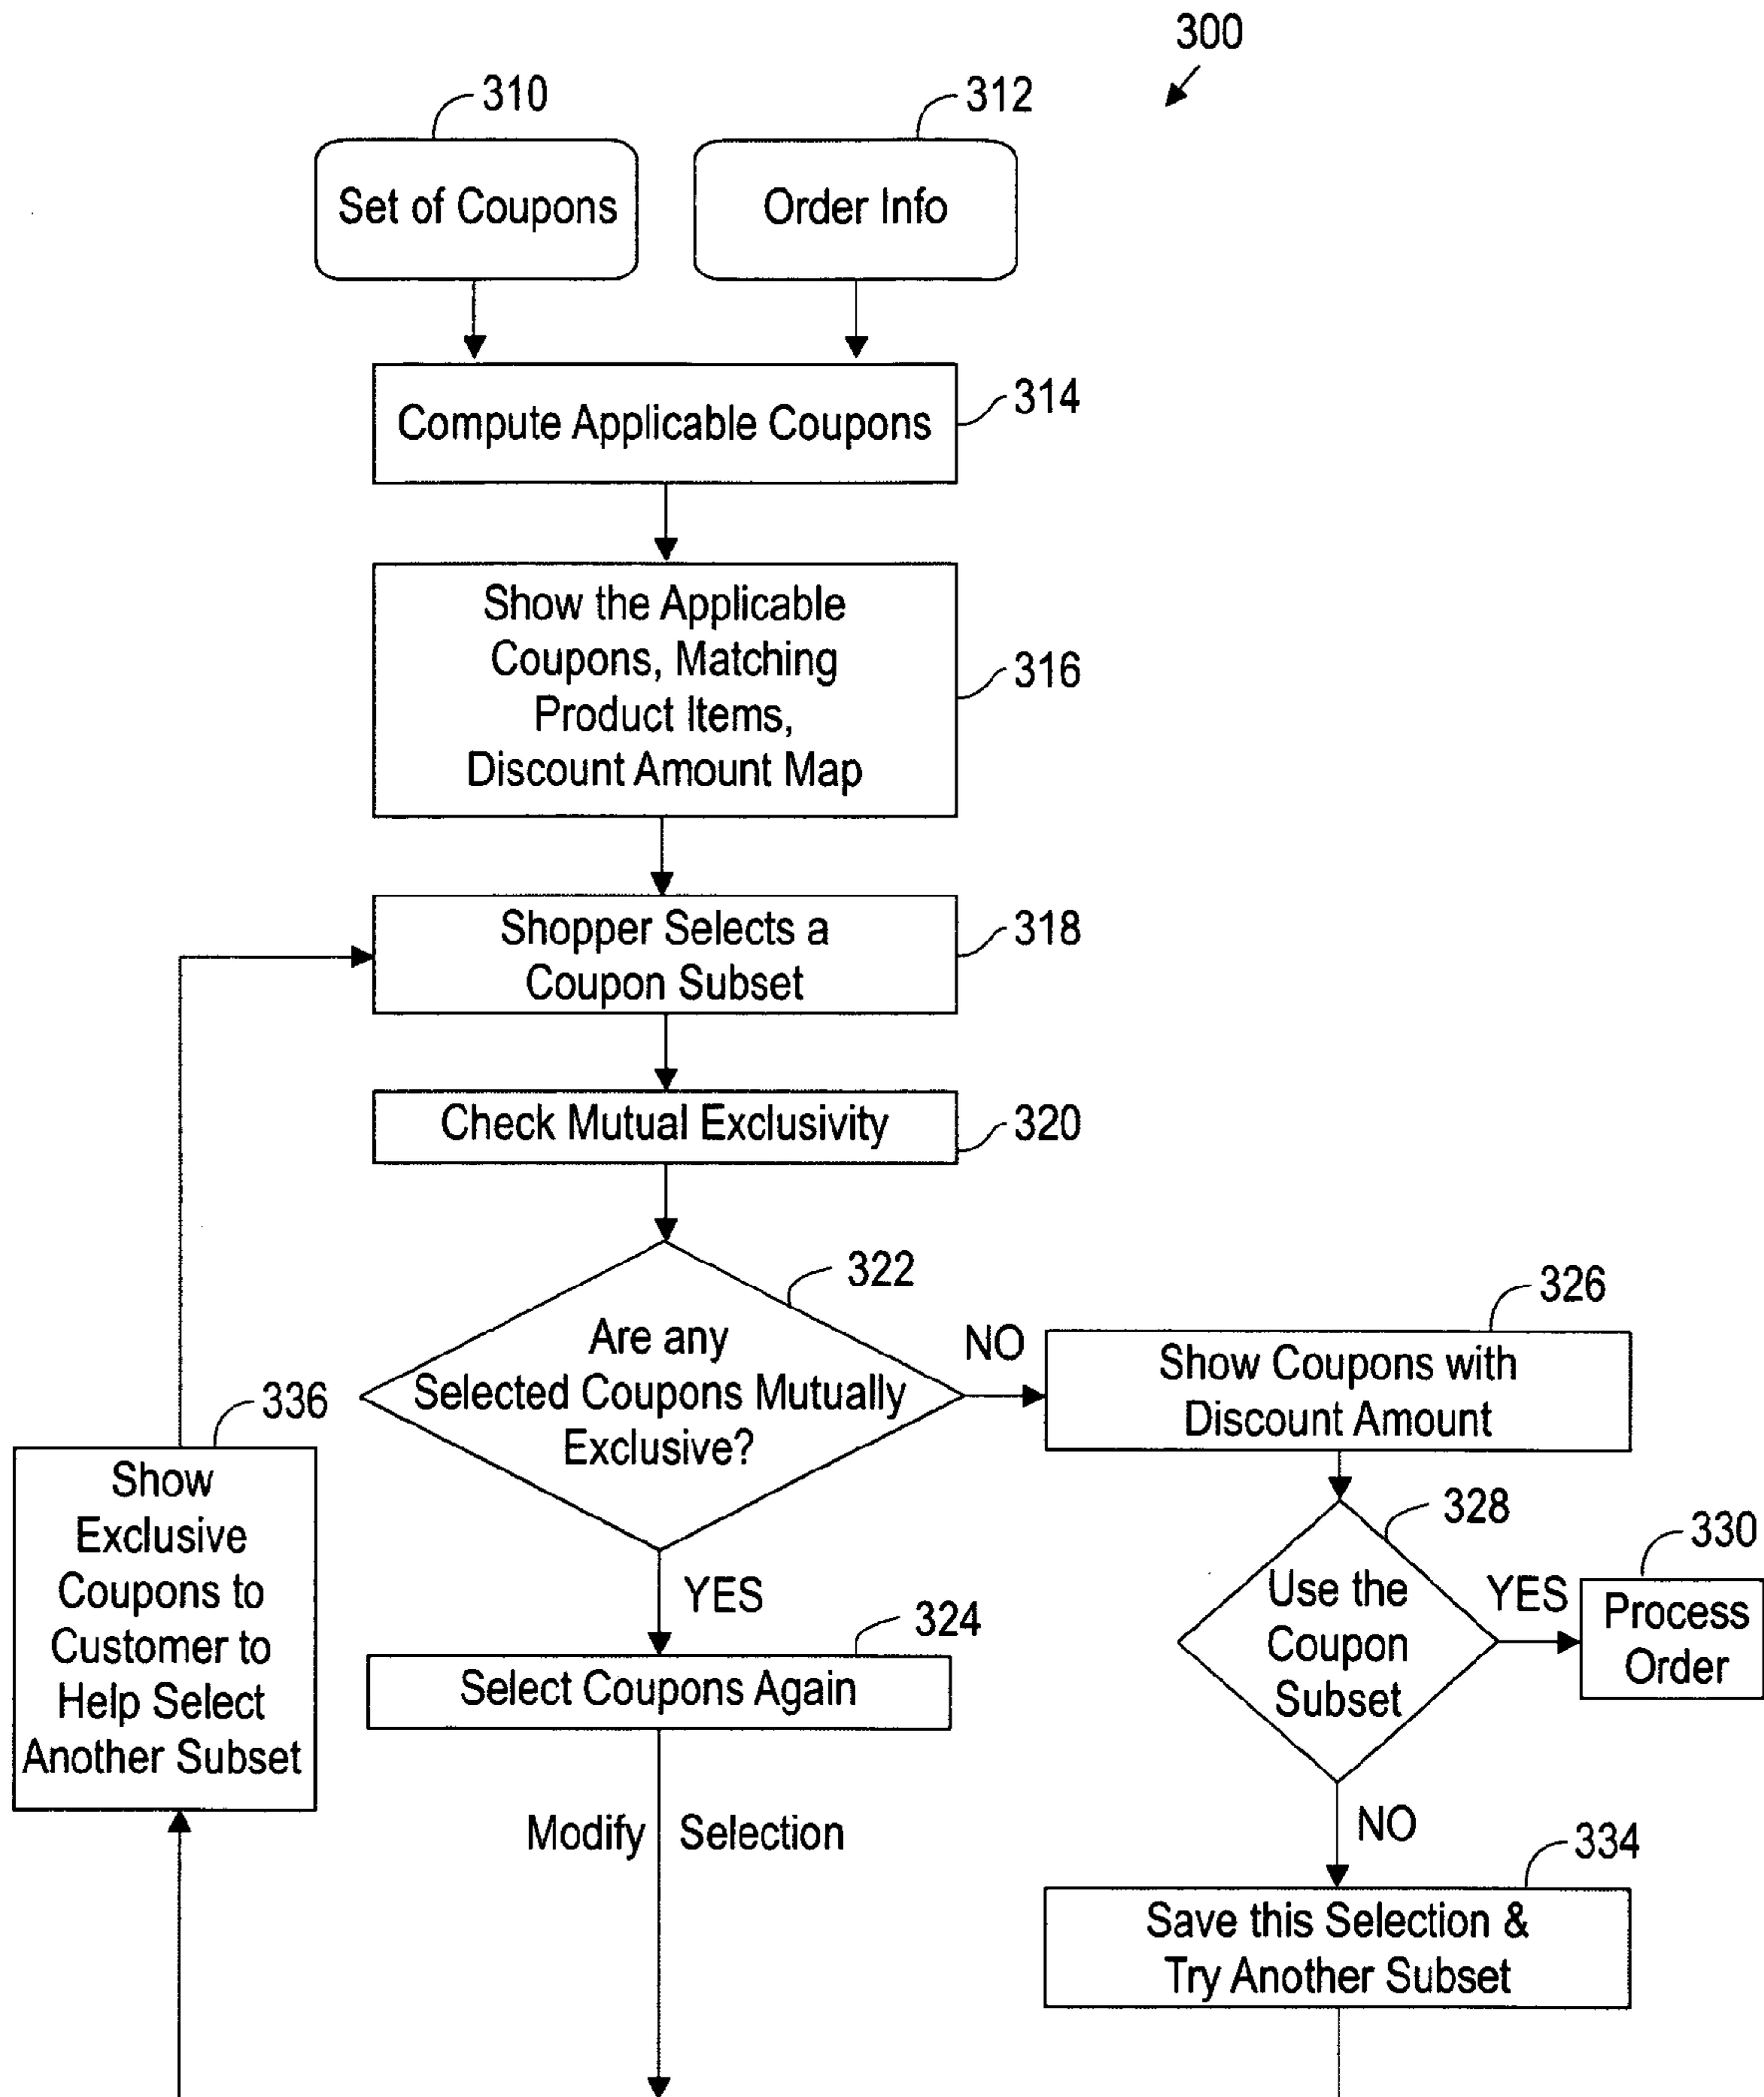 300
310
312
Set of Coupons
Order Info
314
Compute Applicable Coupons
316
Show the Applicable
Coupons, Matching
Product Items,
Discount Amount Map
318
Shopper Selects a
Coupon Subset
320
Check Mutual Exclusivity
322
Are any
Selected Coupons Mutually
Exclusive?
NO
326
Show Coupons with
Discount Amount
336
Show
Exclusive
Coupons to
Customer to
Help Select
Another Subset
YES
324
Select Coupons Again
328
Use the
Coupon
Subset
YES
330
Process
Order
Modify Selection
NO
334
Save this Selection &
Try Another Subset